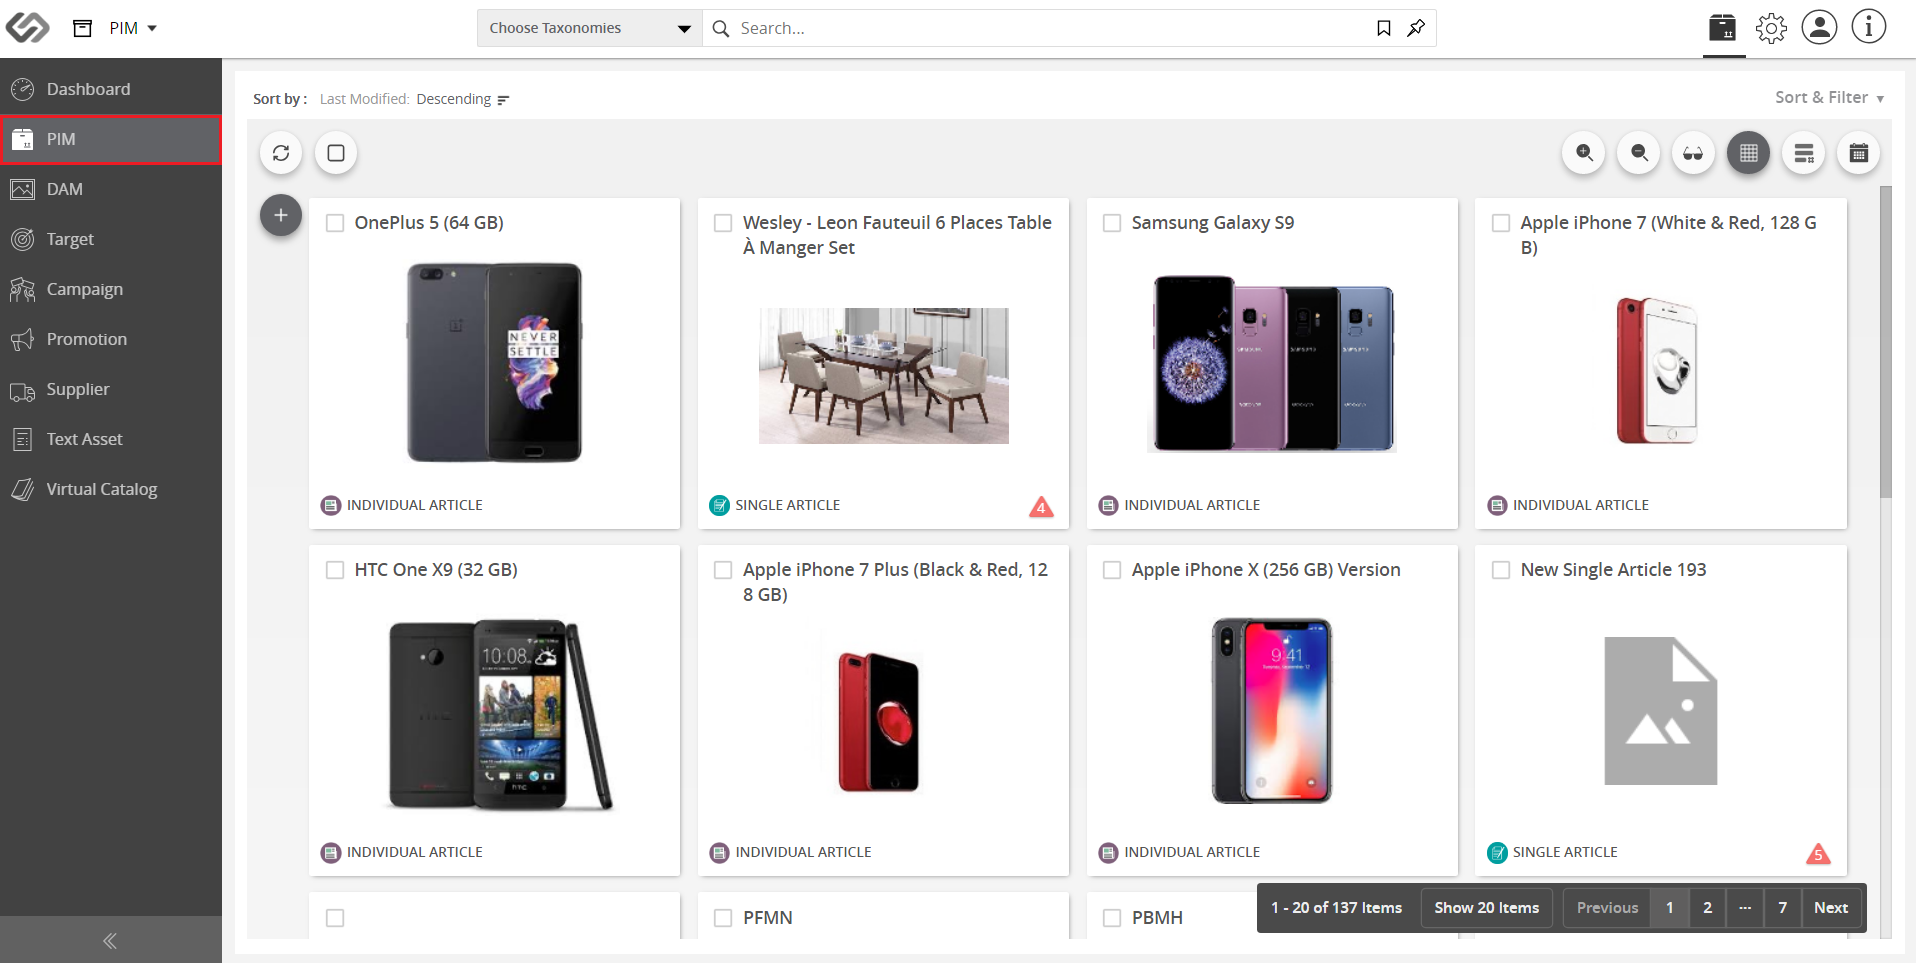 PIM
Choose Taxonomies
Search...
Dashboard
PIM
DAM
Target
Campaign
Promotion
Supplier
Text Asset
Virtual Catalog
Sort by : Last Modified: Descending
Sort & Filter
OnePlus 5 (64 GB)
NEVER
SETTLE
INDIVIDUAL ARTICLE
Wesley - Leon Fauteuil 6 Places Table
À Manger Set
SINGLE ARTICLE
4
Samsung Galaxy S9
INDIVIDUAL ARTICLE
Apple iPhone 7 (White & Red, 128 G
B)
INDIVIDUAL ARTICLE
HTC One X9 (32 GB)
10:08
hTC
INDIVIDUAL ARTICLE
Apple iPhone 7 Plus (Black & Red, 12
8 GB)
INDIVIDUAL ARTICLE
Apple iPhone X (256 GB) Version
9:41
INDIVIDUAL ARTICLE
New Single Article 193
SINGLE ARTICLE
5
PFMN
PBMH
1 - 20 of 137 Items
Show 20 Items
Previous
1
2
...
7
Next